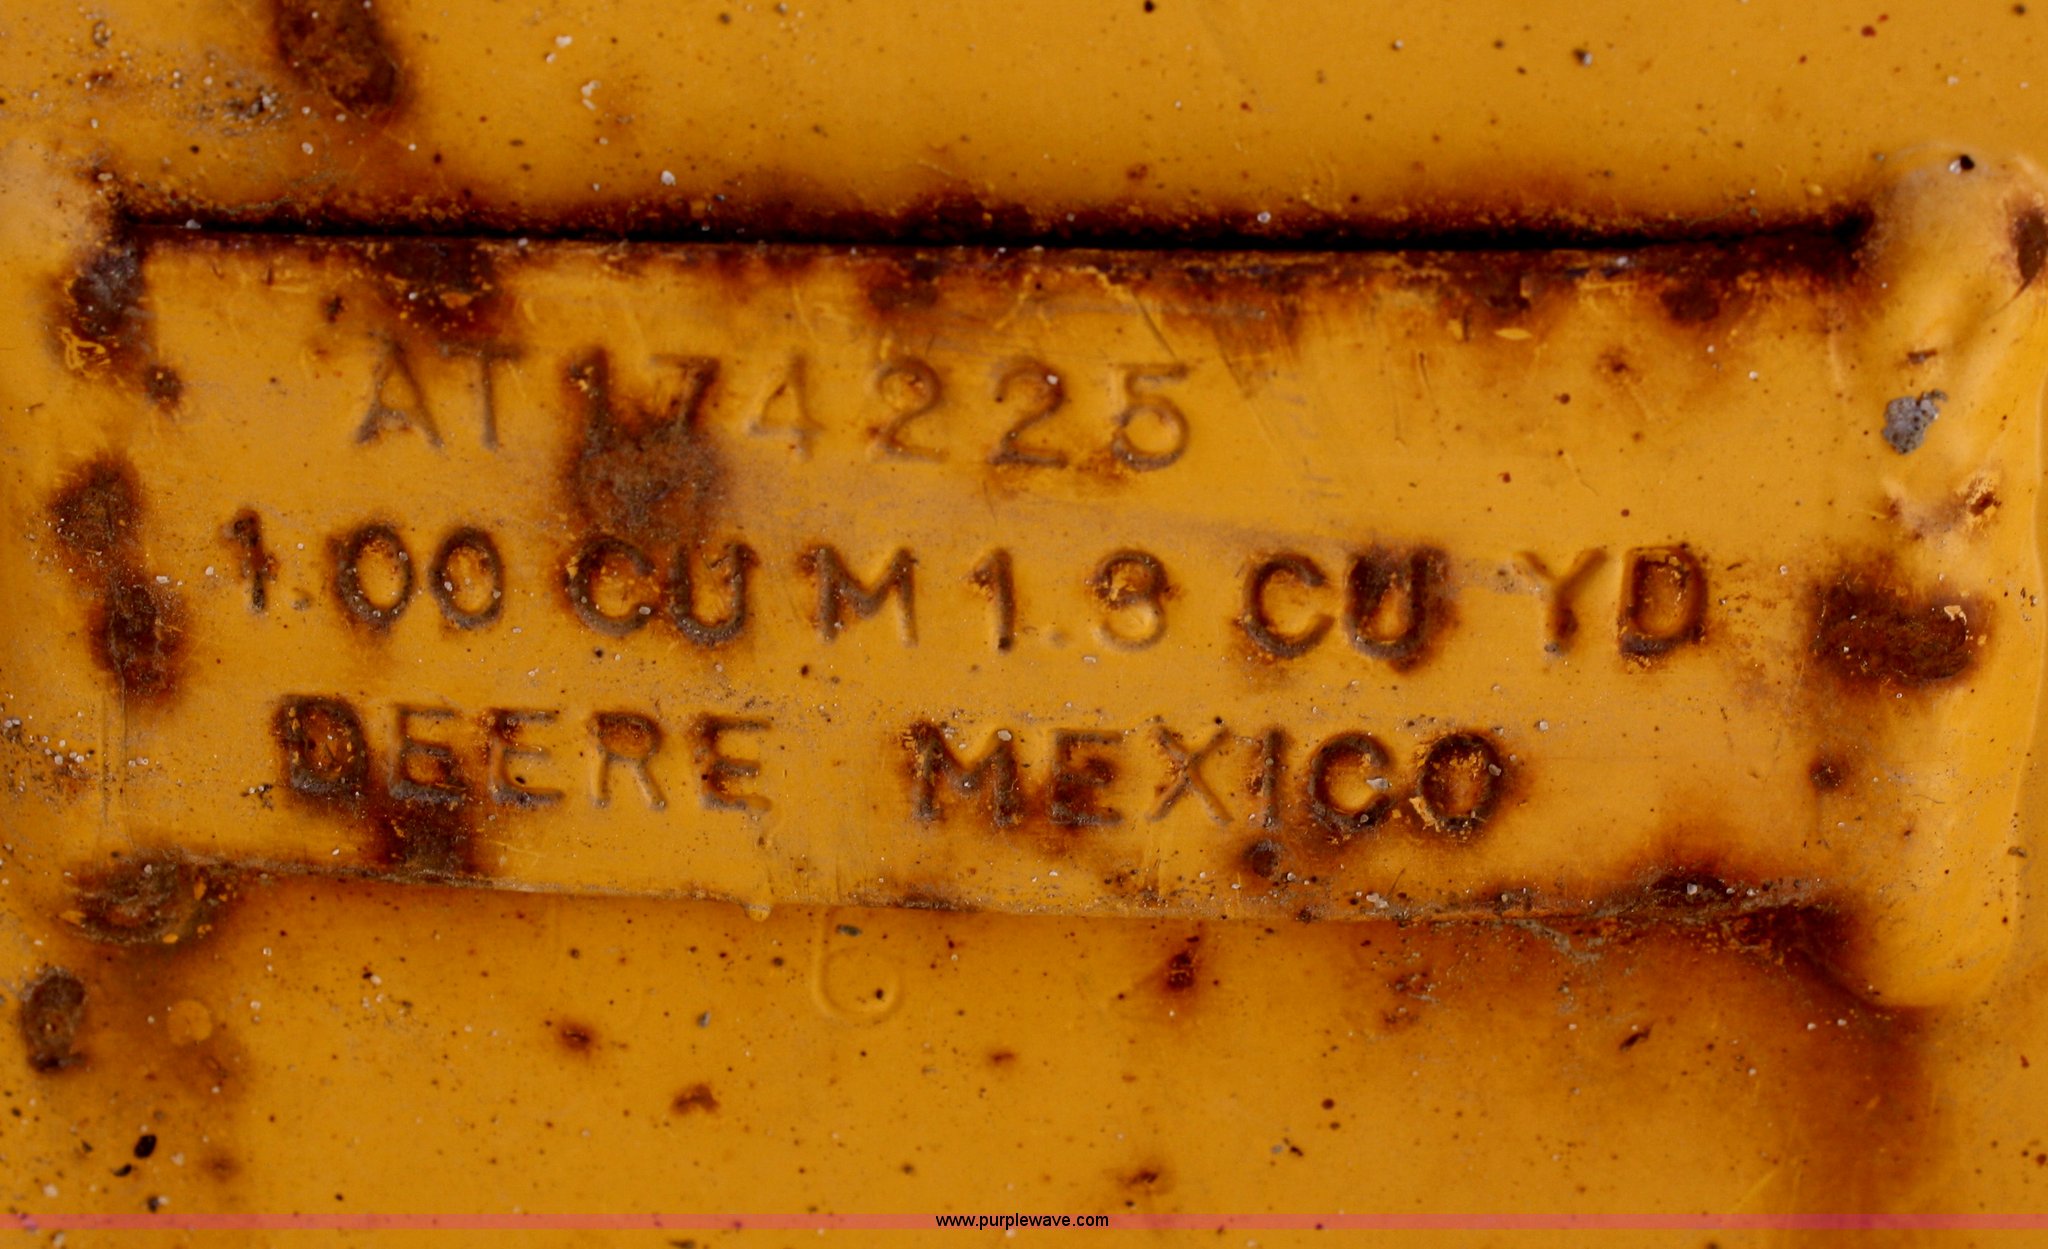 AT174225
1.00 CU M 1.3 CU YD
DEERE MEXICO
www.purplewave.com